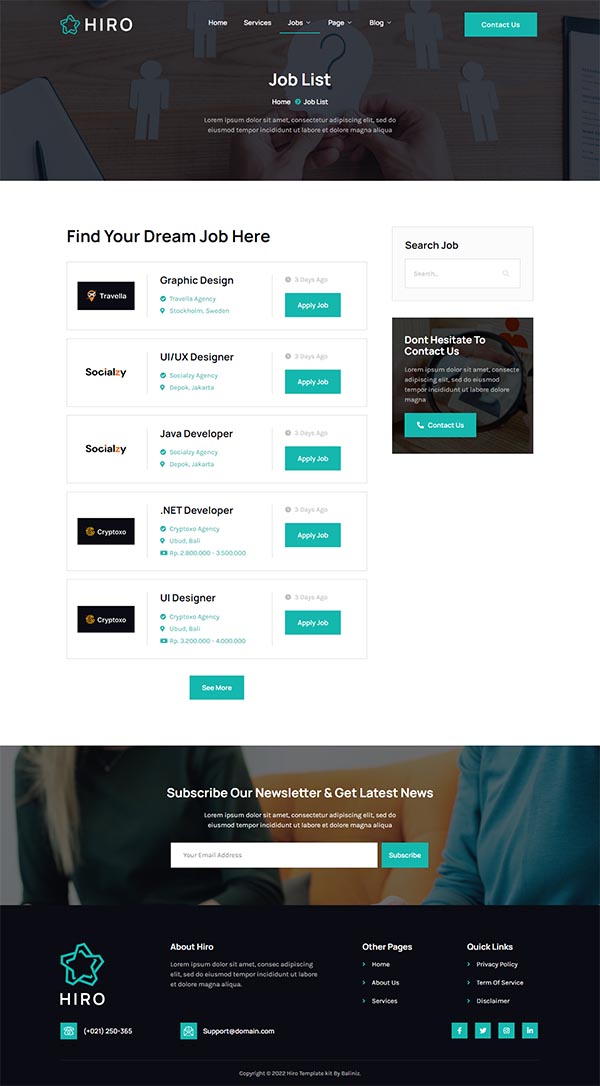 HIRO
Home
Services
Jobs
Page
Blog
Contact Us
Job List
Home
Job List
Lorem ipsum dolor sit amet, consectetur adipiscing elit, sed do
eiusmod tempor incididunt ut labore et dolore magna aliqua
Find Your Dream Job Here
Travella
Graphic Design
Travella Agency
Stockholm, Sweden
3 Days Ago
Apply Job
Socialzy
UI/UX Designer
Socialzy Agency
Depok, Jakarta
3 Days Ago
Apply Job
Socialzy
Java Developer
Socialzy Agency
Depok, Jakarta
3 Days Ago
Apply Job
Cryptoxo
.NET Developer
Cryptoxo Agency
Ubud, Bali
Rp. 2.800.000 - 3.500.000
3 Days Ago
Apply Job
Cryptoxo
UI Designer
Cryptoxo Agency
Ubud, Bali
Rp. 3.200.000 - 4.000.000
3 Days Ago
Apply Job
See More
Search Job
Search...
Dont Hesitate To
Contact Us
Lorem ipsum dolor sit amet, consecte
adipiscing elit, sed do eiusmod
tempor incididunt ut labore dolore
magna
Contact Us
Subscribe Our Newsletter & Get Latest News
Lorem ipsum dolor sit amet, consectetur adipiscing elit, sed do
eiusmod tempor incididunt ut labore et dolore magna aliqua
Your Email Address
Subscribe
HIRO
About Hiro
Lorem ipsum dolor sit amet, consec adipiscing
elit, sed do eiusmod tempor incididunt ut labore
et dolore magna aliqua.
Other Pages
Home
About Us
Services
Quick Links
Privacy Policy
Term Of Service
Disclaimer
(+021) 250-365
Support@domain.com
Copyright © 2022 Hiro Template kit By Baliniz.